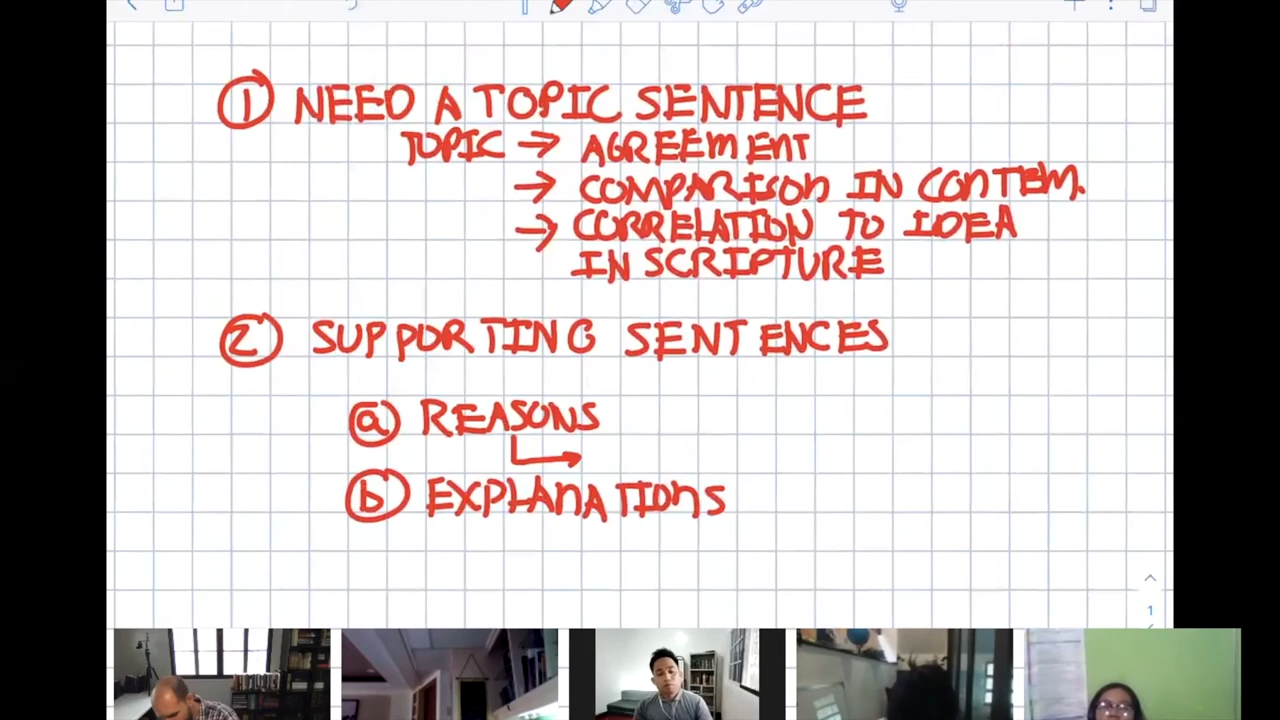 1 NEED A TOPIC SENTENCE
TOPIC → AGREEMENT
→ COMPARISON IN CONTEM.
→ CORRELATION TO IDEA
IN SCRIPTURE
2 SUPPORTING SENTENCES
a REASONS
b EXPLANATIONS
1